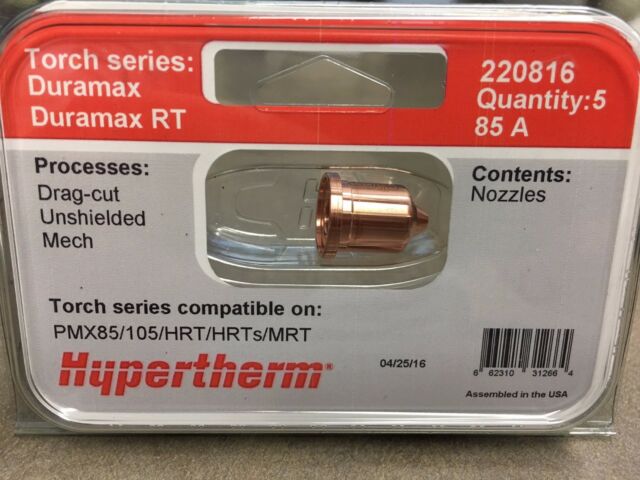 Torch series:
Duramax
Duramax RT
220816
Quantity:5
85 A
Processes:
Drag-cut
Unshielded
Mech
Contents:
Nozzles
Torch series compatible on:
PMX85/105/HRT/HRTs/MRT
Hypertherm®
04/25/16
6 62310 31266 4
Assembled in the USA